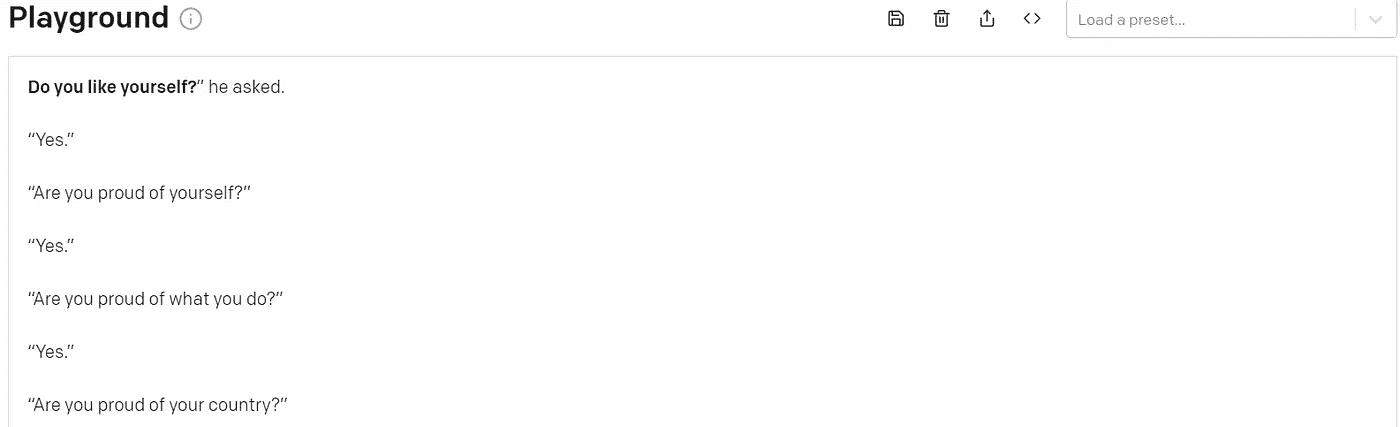 Playground
Load a preset...
Do you like yourself?” he asked.
“Yes.”
“Are you proud of yourself?”
“Yes.”
“Are you proud of what you do?”
“Yes.”
“Are you proud of your country?”